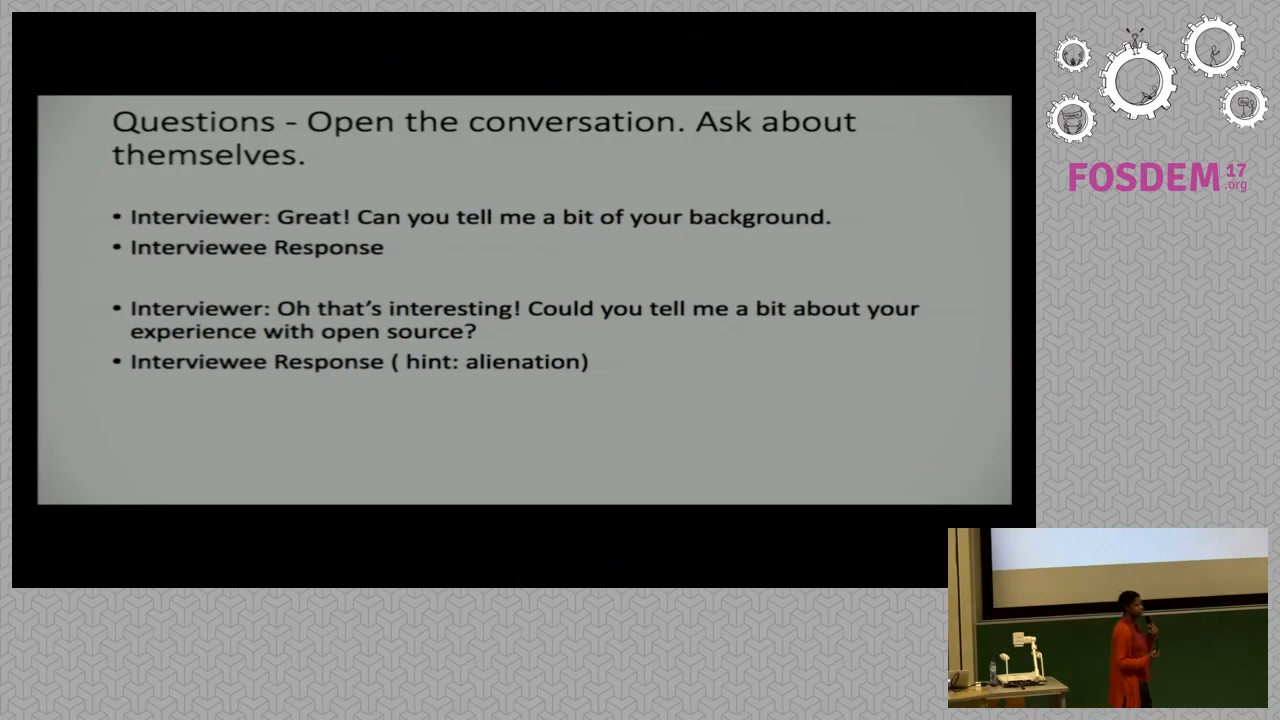 Questions - Open the conversation. Ask about
themselves.
• Interviewer: Great! Can you tell me a bit of your background.
• Interviewee Response
• Interviewer: Oh that's interesting! Could you tell me a bit about your
experience with open source?
• Interviewee Response ( hint: alienation)
FOSDEM 17
.org